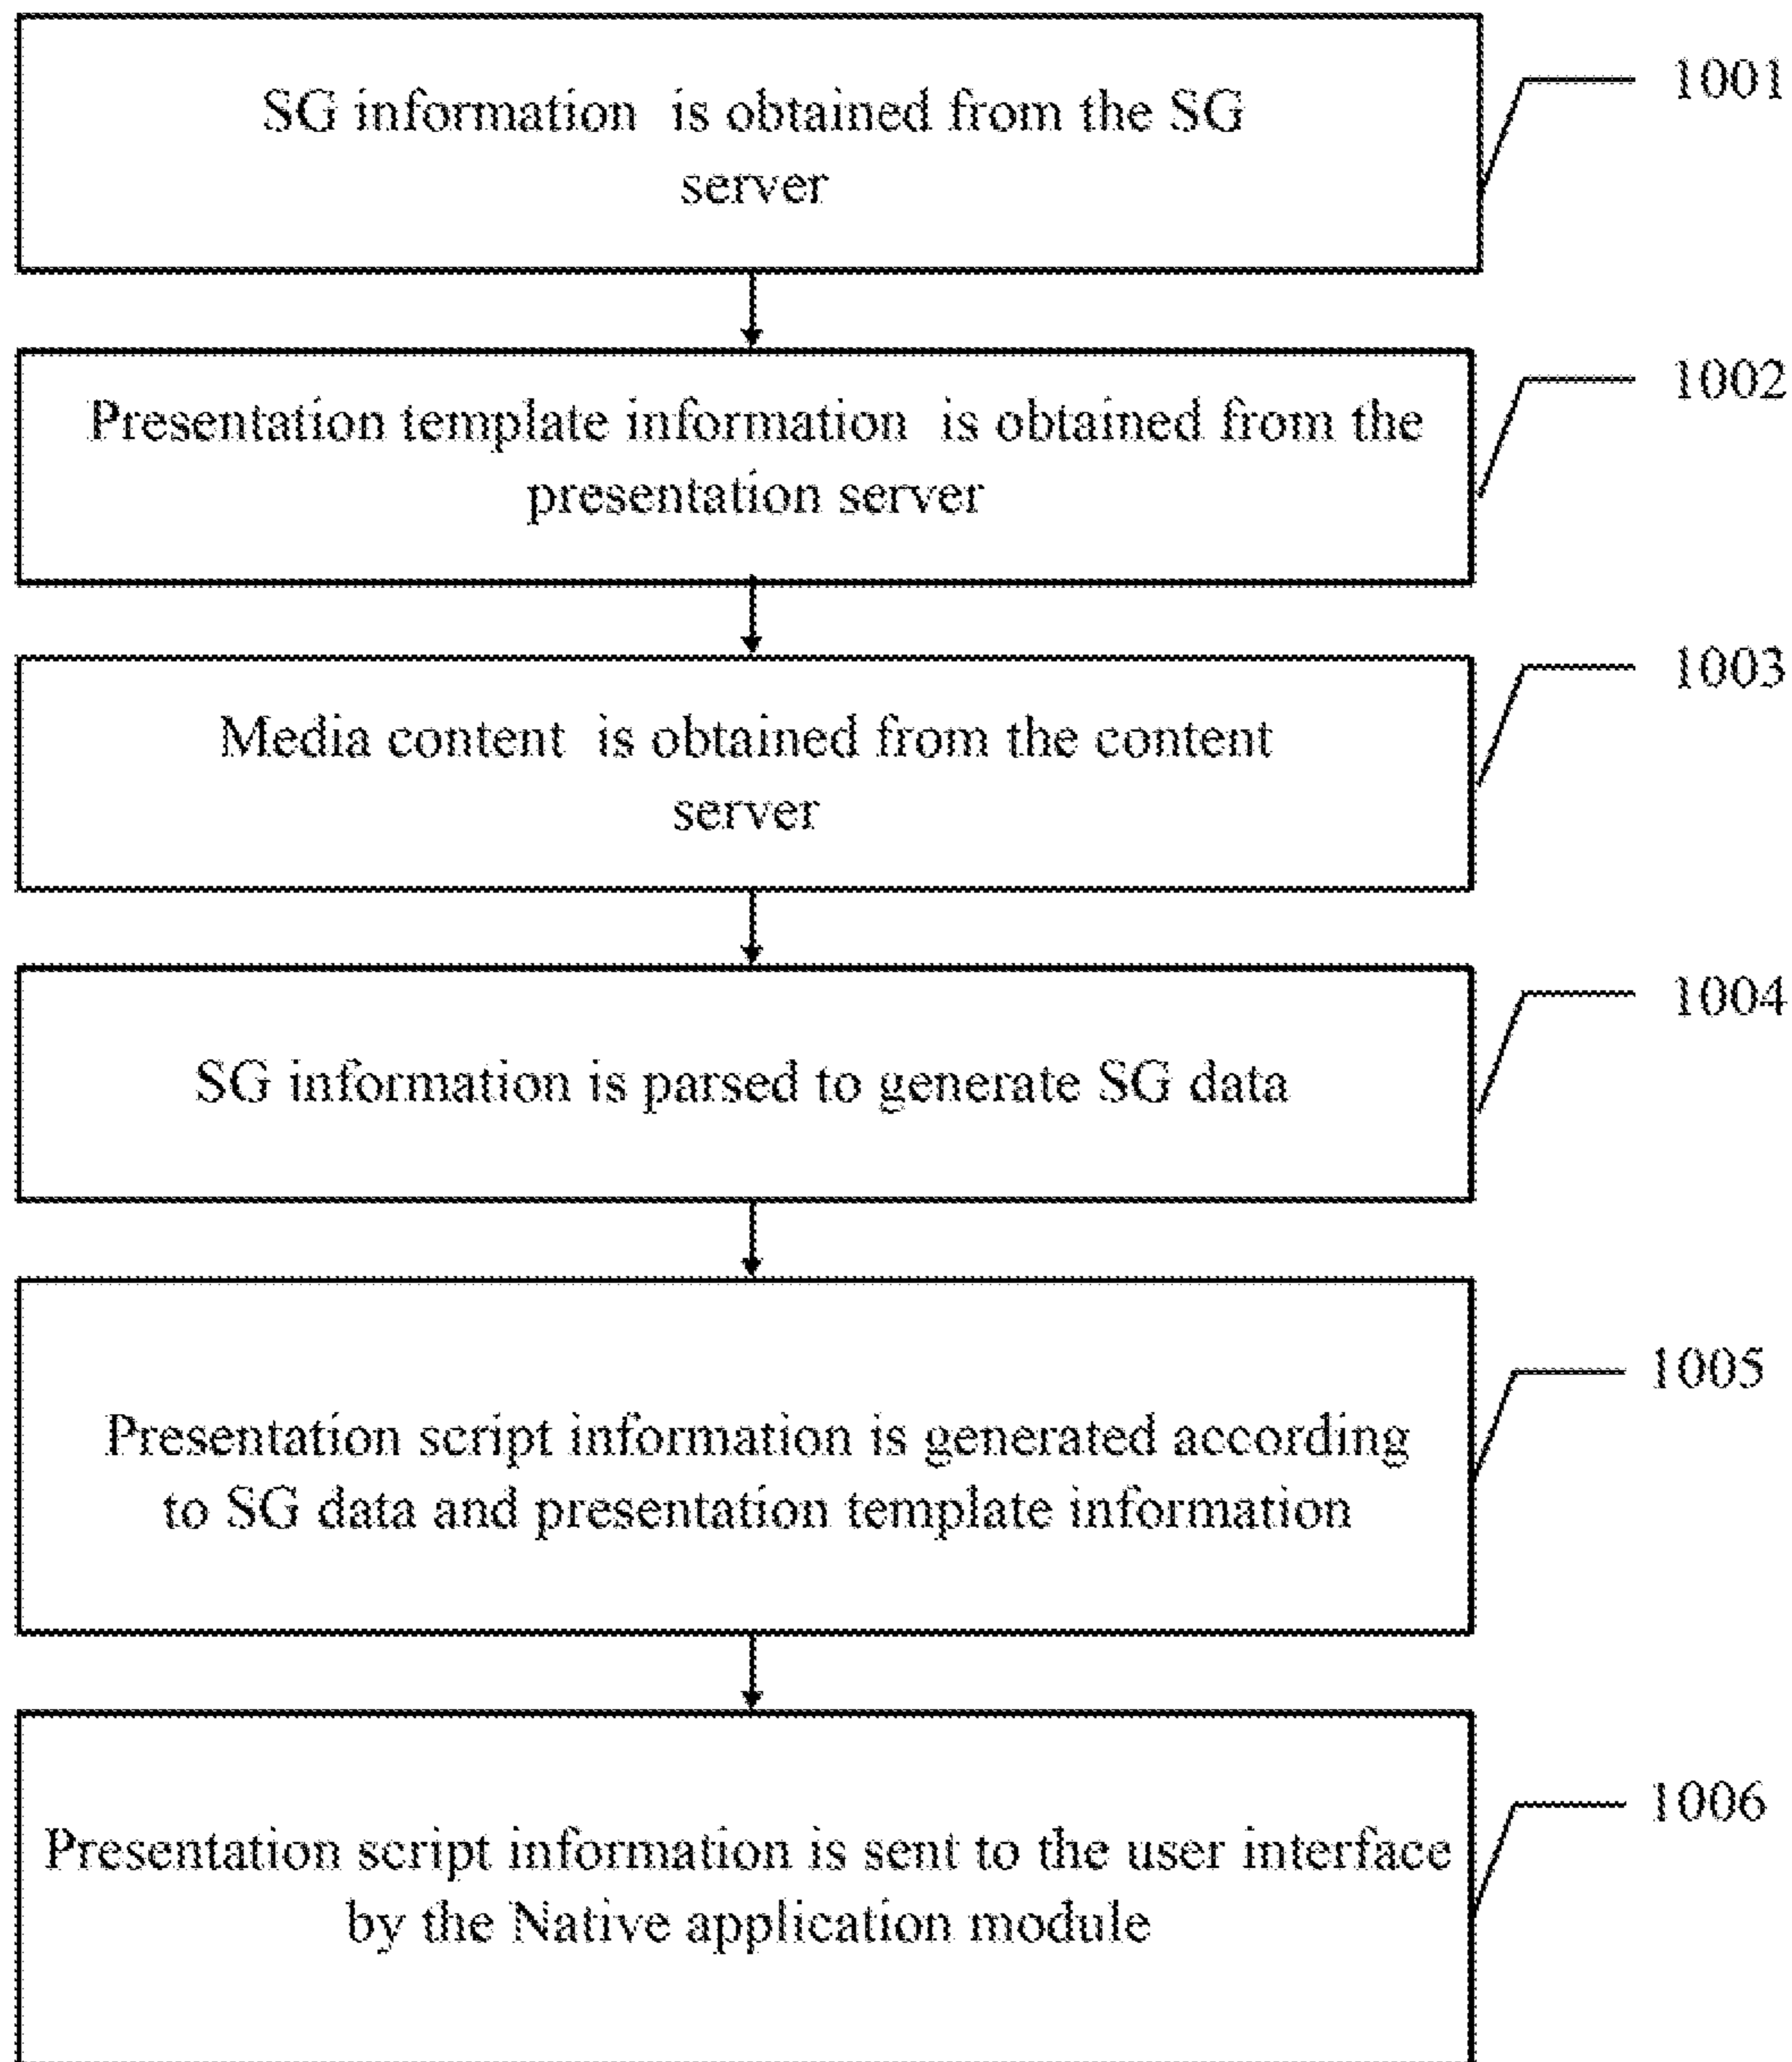 SG information is obtained from the SG
server
1001
Presentation template information is obtained from the
presentation server
1002
Media content is obtained from the content
server
1003
SG information is parsed to generate SG data
1004
Presentation script information is generated according
to SG data and presentation template information
1005
Presentation script information is sent to the user interface
by the Native application module
1006